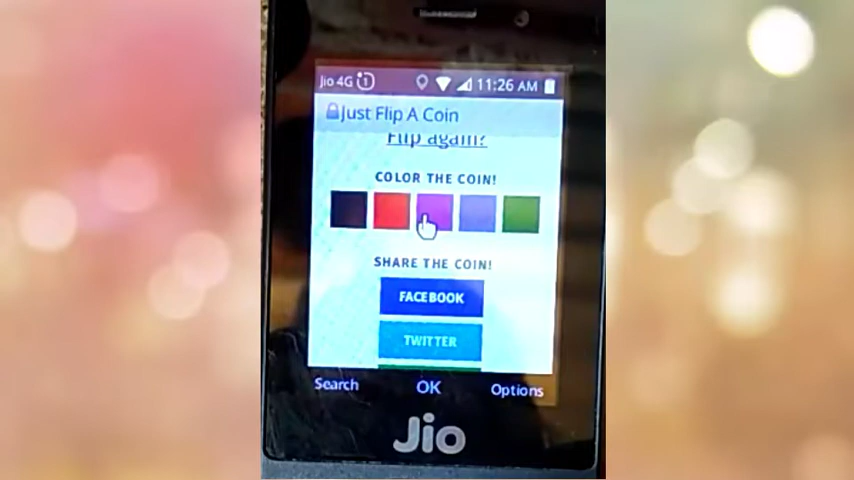 Jio 4G 1 11:26 AM
Just Flip A Coin
Flip again?
COLOR THE COIN!
SHARE THE COIN!
FACEBOOK
TWITTER
Search OK Options
Jio